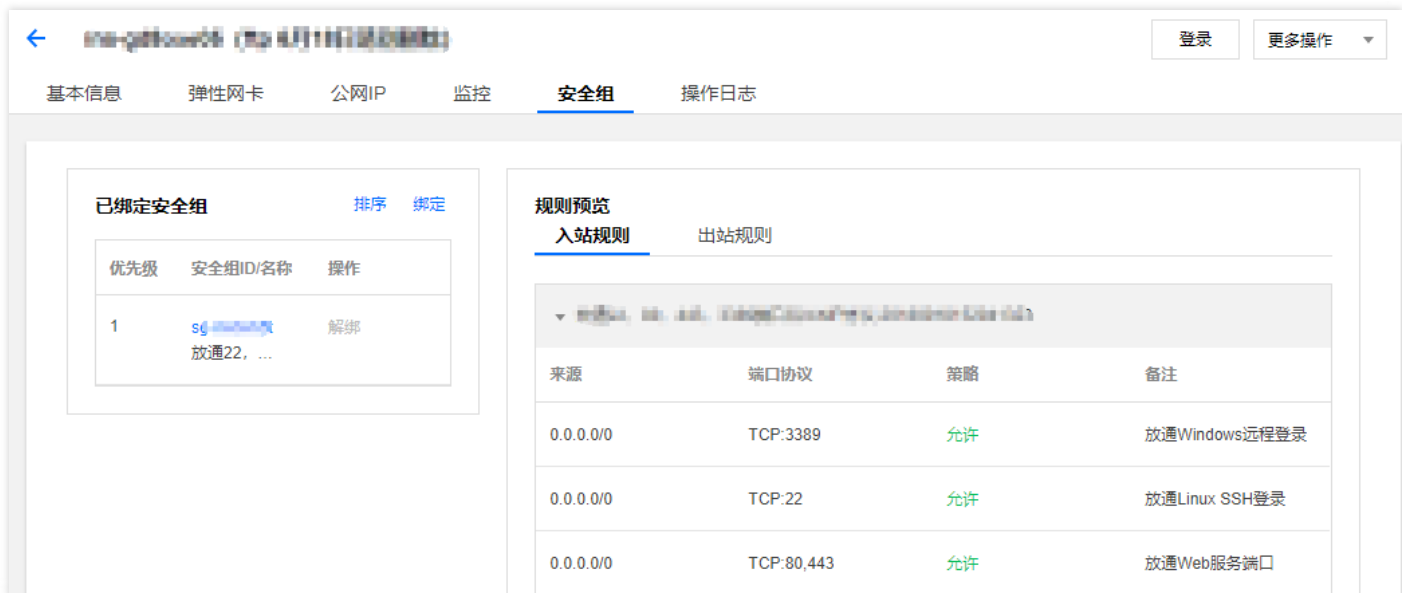 登录 更多操作
基本信息 弹性网卡 公网IP 监控 安全组 操作日志
已绑定安全组 排序 绑定
优先级 安全组ID/名称 操作
1 解绑
放通22，...
规则预览
入站规则 出站规则
来源 端口协议 策略 备注
0.0.0.0/0 TCP:3389 允许 放通Windows远程登录
0.0.0.0/0 TCP:22 允许 放通Linux SSH登录
0.0.0.0/0 TCP:80,443 允许 放通Web服务端口